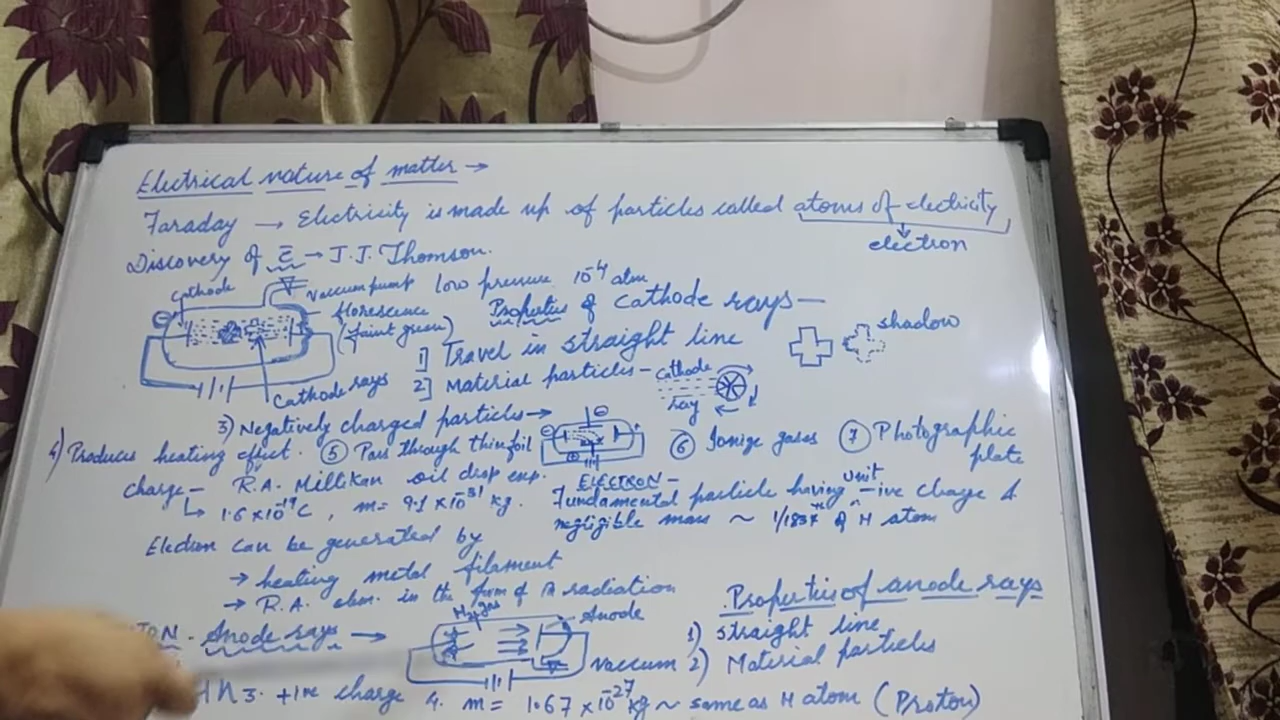 Electrical nature of matter →
Faraday → Electricity is made up of particles called atoms of electricity
electron
Discovery of ē → J.J. Thomson.
Cathode
Vaccum pump low pressure 10⁻⁴ atm
florescence
(faint green)
Cathode rays
Properties of Cathode rays —
1] Travel in straight line
shadow
2] Material particles –
Cathode
ray
3) Negatively charged particles →
4) Produces heating effect. ⑤ Pass through thin foil
⑥ Ionize gases ⑦ Photographic
plate
Charge – R.A. Millikan oil drop exp.
↳ 1.6 × 10⁻¹⁹ C, m = 9.1 × 10⁻³¹ kg.
ELECTRON –
Fundamental particle having unit –ive charge &
negligible mass ~ 1/1837th of H atom
Electron can be generated by
→ heating metal filament
→ R.A. elem. in the form of β radiation
Anode rays →
H₂ gas
Anode
Vaccum
Properties of anode rays
1) straight line
2) Material particles
3. +ive charge 4. m = 1.67 × 10⁻²⁷ kg ~ same as H atom (Proton)